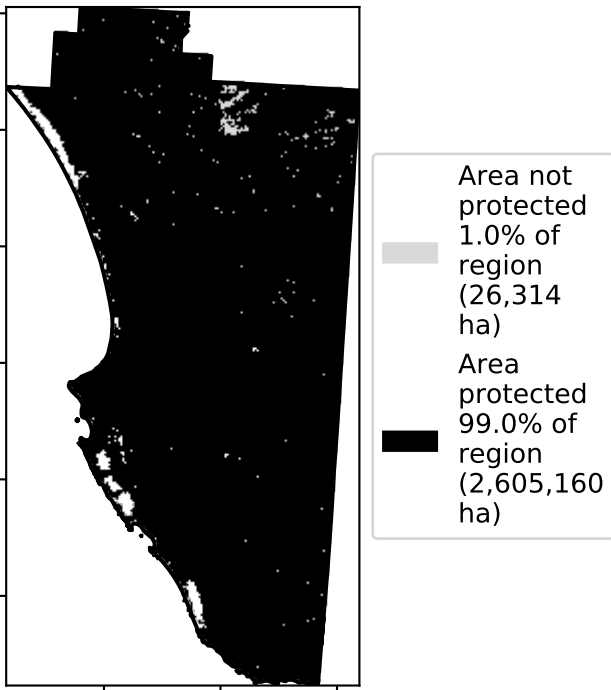 Area not
protected
1.0% of
region
(26,314
ha)
Area
protected
99.0% of
region
(2,605,160
ha)